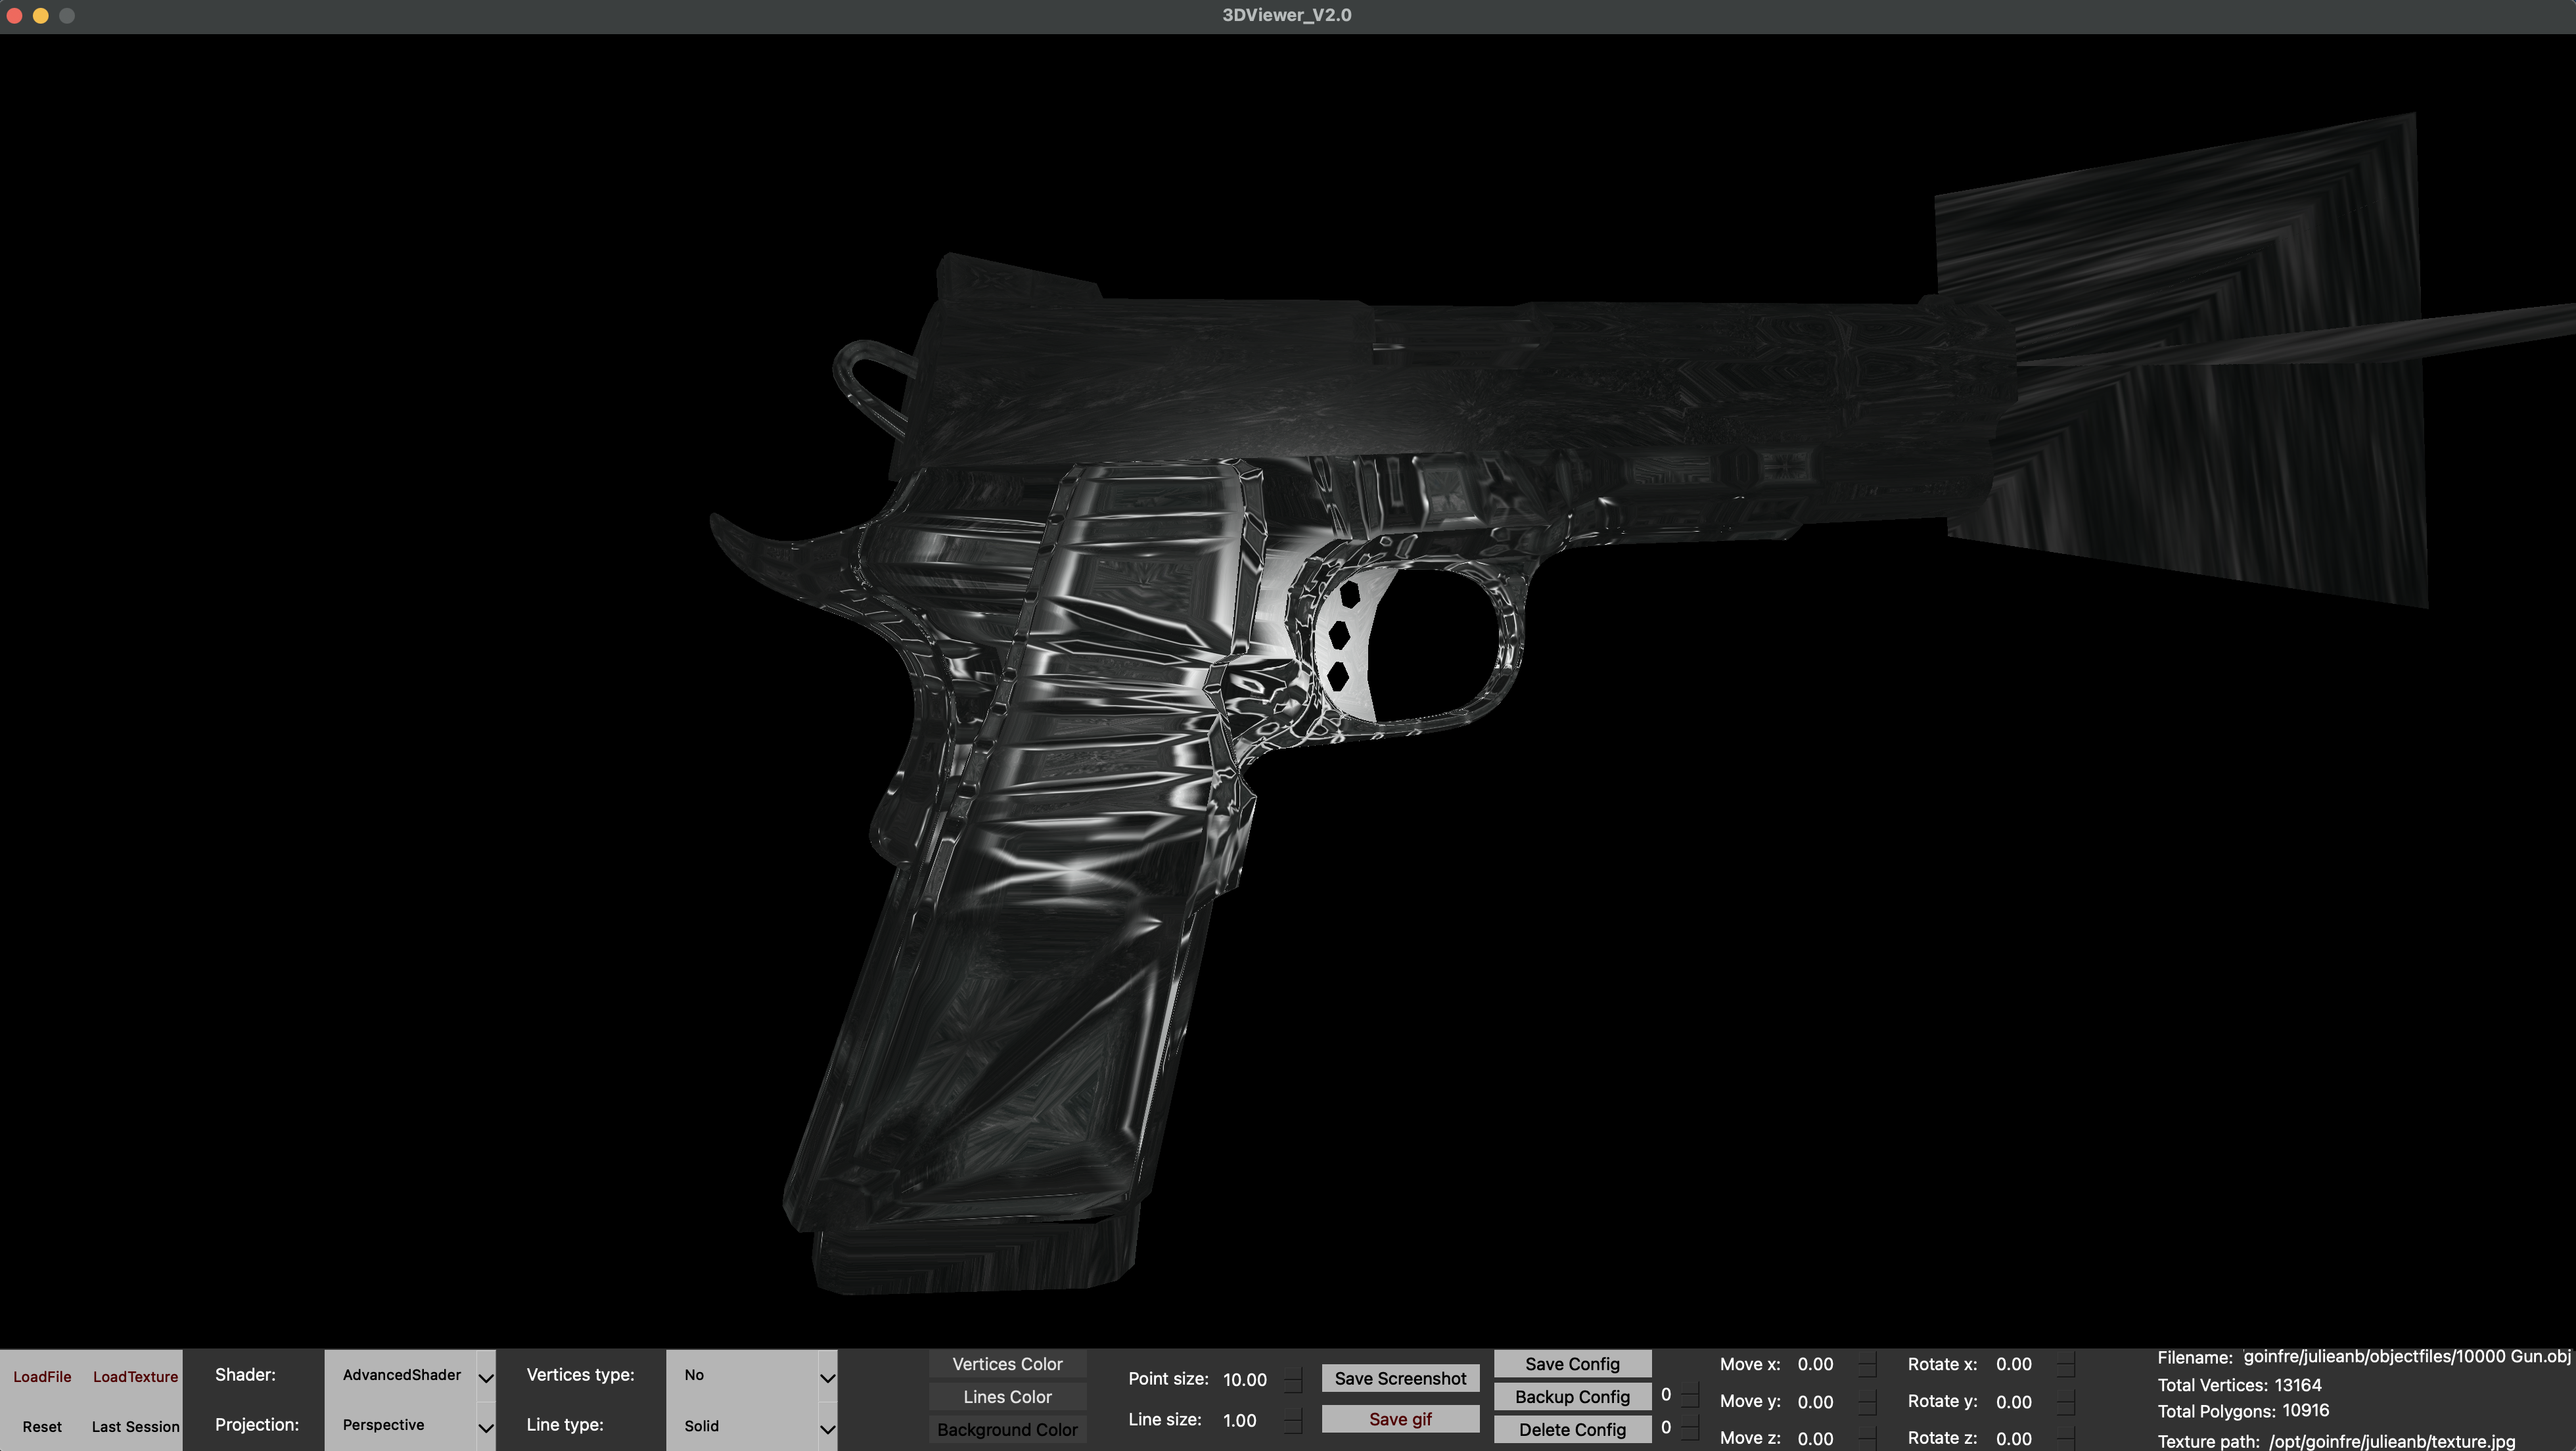 3DViewer_V2.0
LoadFile LoadTexture
Reset Last Session
Shader: AdvancedShader
Projection: Perspective
Vertices type: No
Line type: Solid
Vertices Color
Lines Color
Background Color
Point size: 10.00
Line size: 1.00
Save Screenshot
Save gif
Save Config
Backup Config 0
Delete Config 0
Move x: 0.00
Move y: 0.00
Move z: 0.00
Rotate x: 0.00
Rotate y: 0.00
Rotate z: 0.00
Filename: goinfre/julieanb/objectfiles/10000 Gun.obj
Total Vertices: 13164
Total Polygons: 10916
Texture path: /opt/goinfre/julieanb/texture.jpg